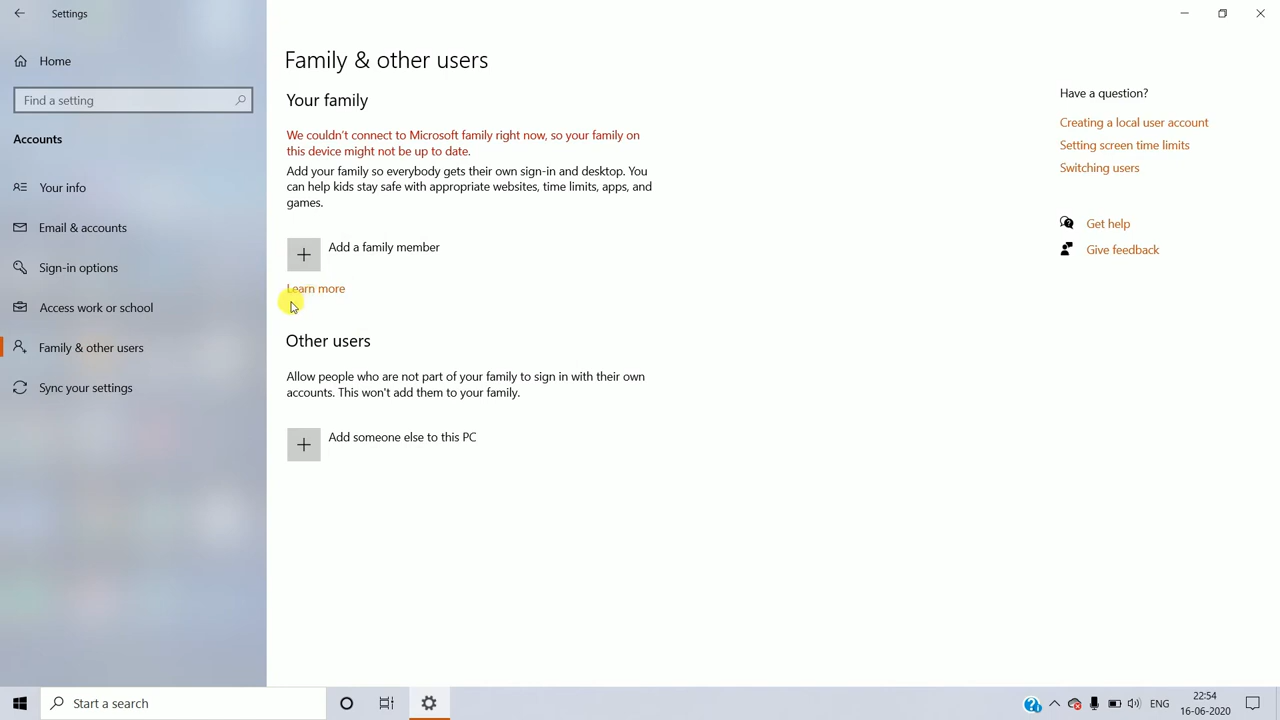 Settings
Home
Find a setting
Accounts
Your info
Email & accounts
Sign-in options
Access work or school
Family & other users
Sync your settings
Family & other users
Your family
We couldn't connect to Microsoft family right now, so your family on
this device might not be up to date.
Add your family so everybody gets their own sign-in and desktop. You
can help kids stay safe with appropriate websites, time limits, apps, and
games.
Add a family member
Learn more
Other users
Allow people who are not part of your family to sign in with their own
accounts. This won't add them to your family.
Add someone else to this PC
Have a question?
Creating a local user account
Setting screen time limits
Switching users
Get help
Give feedback
Start a search
ENG
22:54
16-06-2020